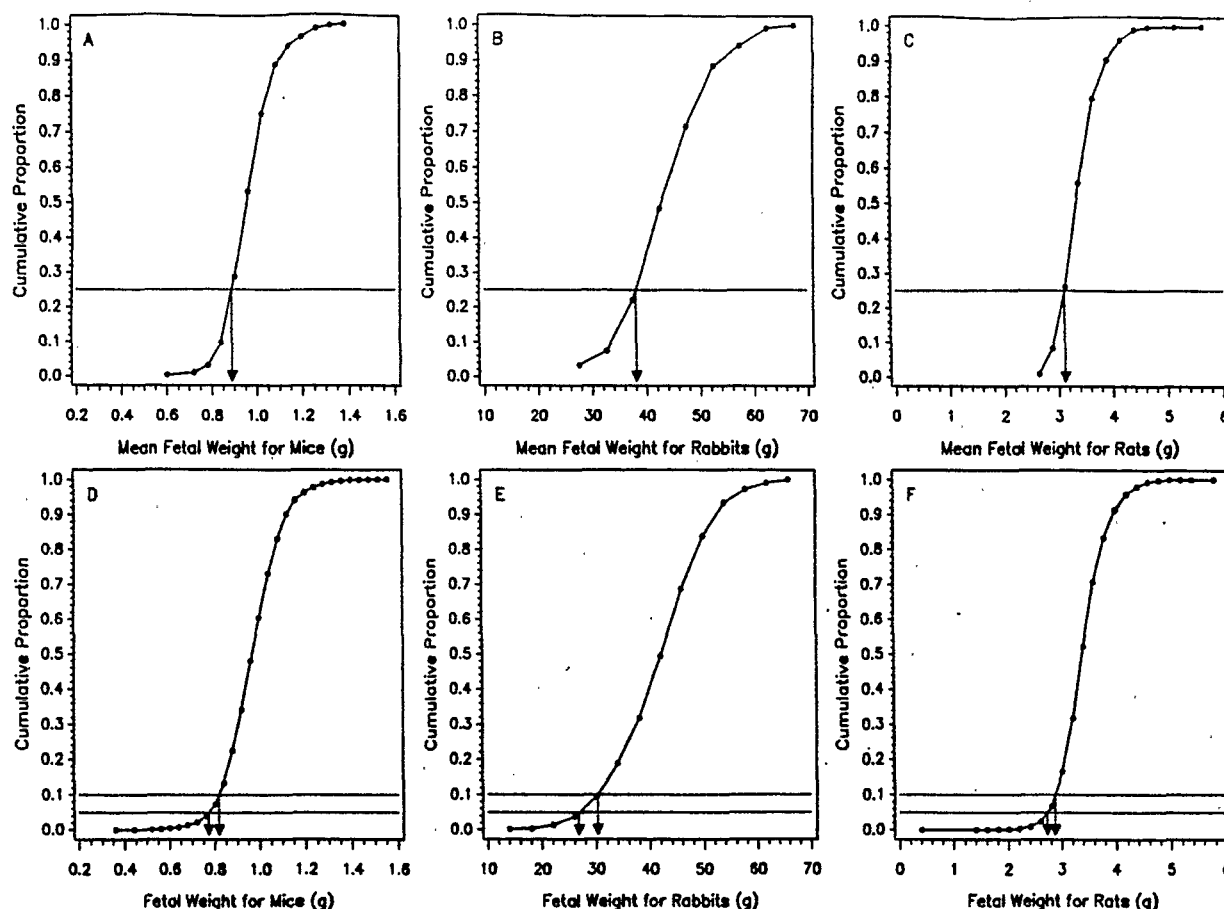 A
Cumulative Proportion
1.0
0.9
0.8
0.7
0.6
0.5
0.4
0.3
0.2
0.1
0.0
0.2 0.4 0.6 0.8 1.0 1.2 1.4 1.6
Mean Fetal Weight for Mice (g)
B
Cumulative Proportion
1.0
0.9
0.8
0.7
0.6
0.5
0.4
0.3
0.2
0.1
0.0
10 20 30 40 50 60 70
Mean Fetal Weight for Rabbits (g)
C
Cumulative Proportion
1.0
0.9
0.8
0.7
0.6
0.5
0.4
0.3
0.2
0.1
0.0
0 1 2 3 4 5 6
Mean Fetal Weight for Rats (g)
D
Cumulative Proportion
1.0
0.9
0.8
0.7
0.6
0.5
0.4
0.3
0.2
0.1
0.0
0.2 0.4 0.6 0.8 1.0 1.2 1.4 1.6
Fetal Weight for Mice (g)
E
Cumulative Proportion
1.0
0.9
0.8
0.7
0.6
0.5
0.4
0.3
0.2
0.1
0.0
10 20 30 40 50 60 70
Fetal Weight for Rabbits (g)
F
Cumulative Proportion
1.0
0.9
0.8
0.7
0.6
0.5
0.4
0.3
0.2
0.1
0.0
0 1 2 3 4 5 6
Fetal Weight for Rats (g)